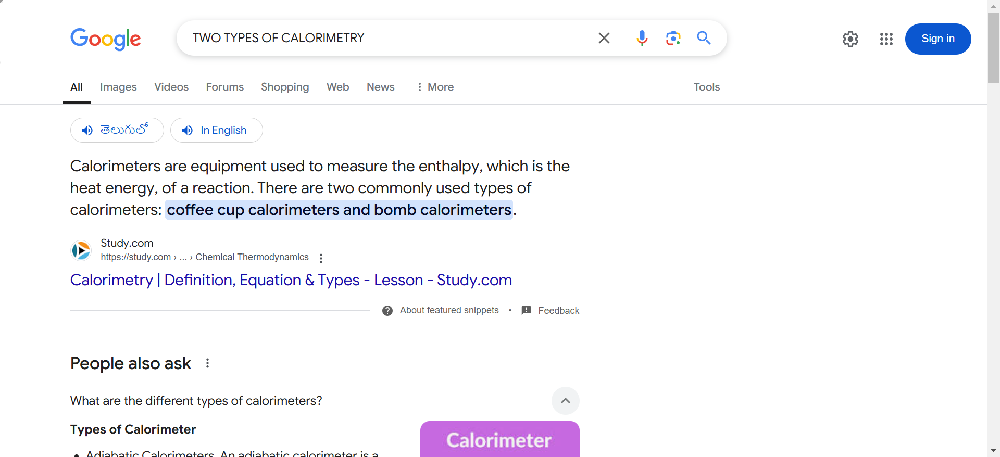 Google
TWO TYPES OF CALORIMETRY
Sign in
All Images Videos Forums Shopping Web News More Tools
తెలుగులో In English
Calorimeters are equipment used to measure the enthalpy, which is the
heat energy, of a reaction. There are two commonly used types of
calorimeters: coffee cup calorimeters and bomb calorimeters.
Study.com
https://study.com › ... › Chemical Thermodynamics
Calorimetry | Definition, Equation & Types - Lesson - Study.com
About featured snippets • Feedback
People also ask
What are the different types of calorimeters?
Types of Calorimeter
Calorimeter
• Adiabatic Calorimeters. An adiabatic calorimeter is a